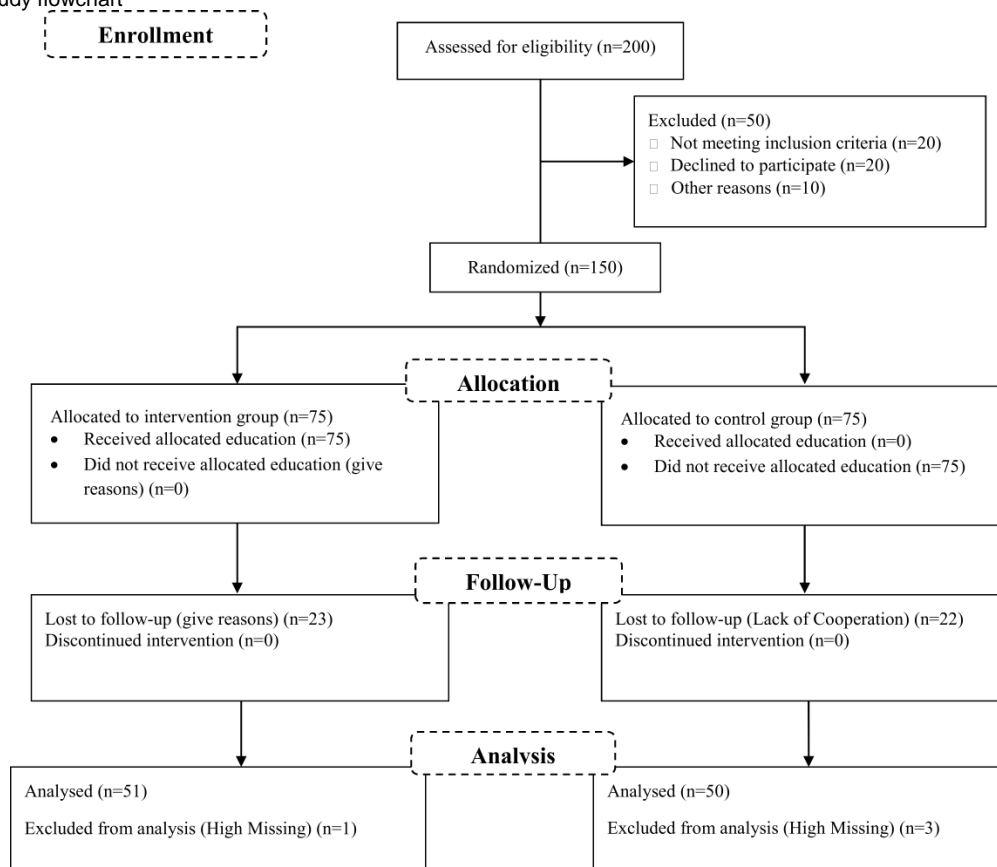 udy flowchart
Enrollment
Assessed for eligibility (n=200)
Excluded (n=50)
Not meeting inclusion criteria (n=20)
Declined to participate (n=20)
Other reasons (n=10)
Randomized (n=150)
Allocation
Allocated to intervention group (n=75)
• Received allocated education (n=75)
• Did not receive allocated education (give
reasons) (n=0)
Allocated to control group (n=75)
• Received allocated education (n=0)
• Did not receive allocated education (n=75)
Follow-Up
Lost to follow-up (give reasons) (n=23)
Discontinued intervention (n=0)
Lost to follow-up (Lack of Cooperation) (n=22)
Discontinued intervention (n=0)
Analysis
Analysed (n=51)
Excluded from analysis (High Missing) (n=1)
Analysed (n=50)
Excluded from analysis (High Missing) (n=3)